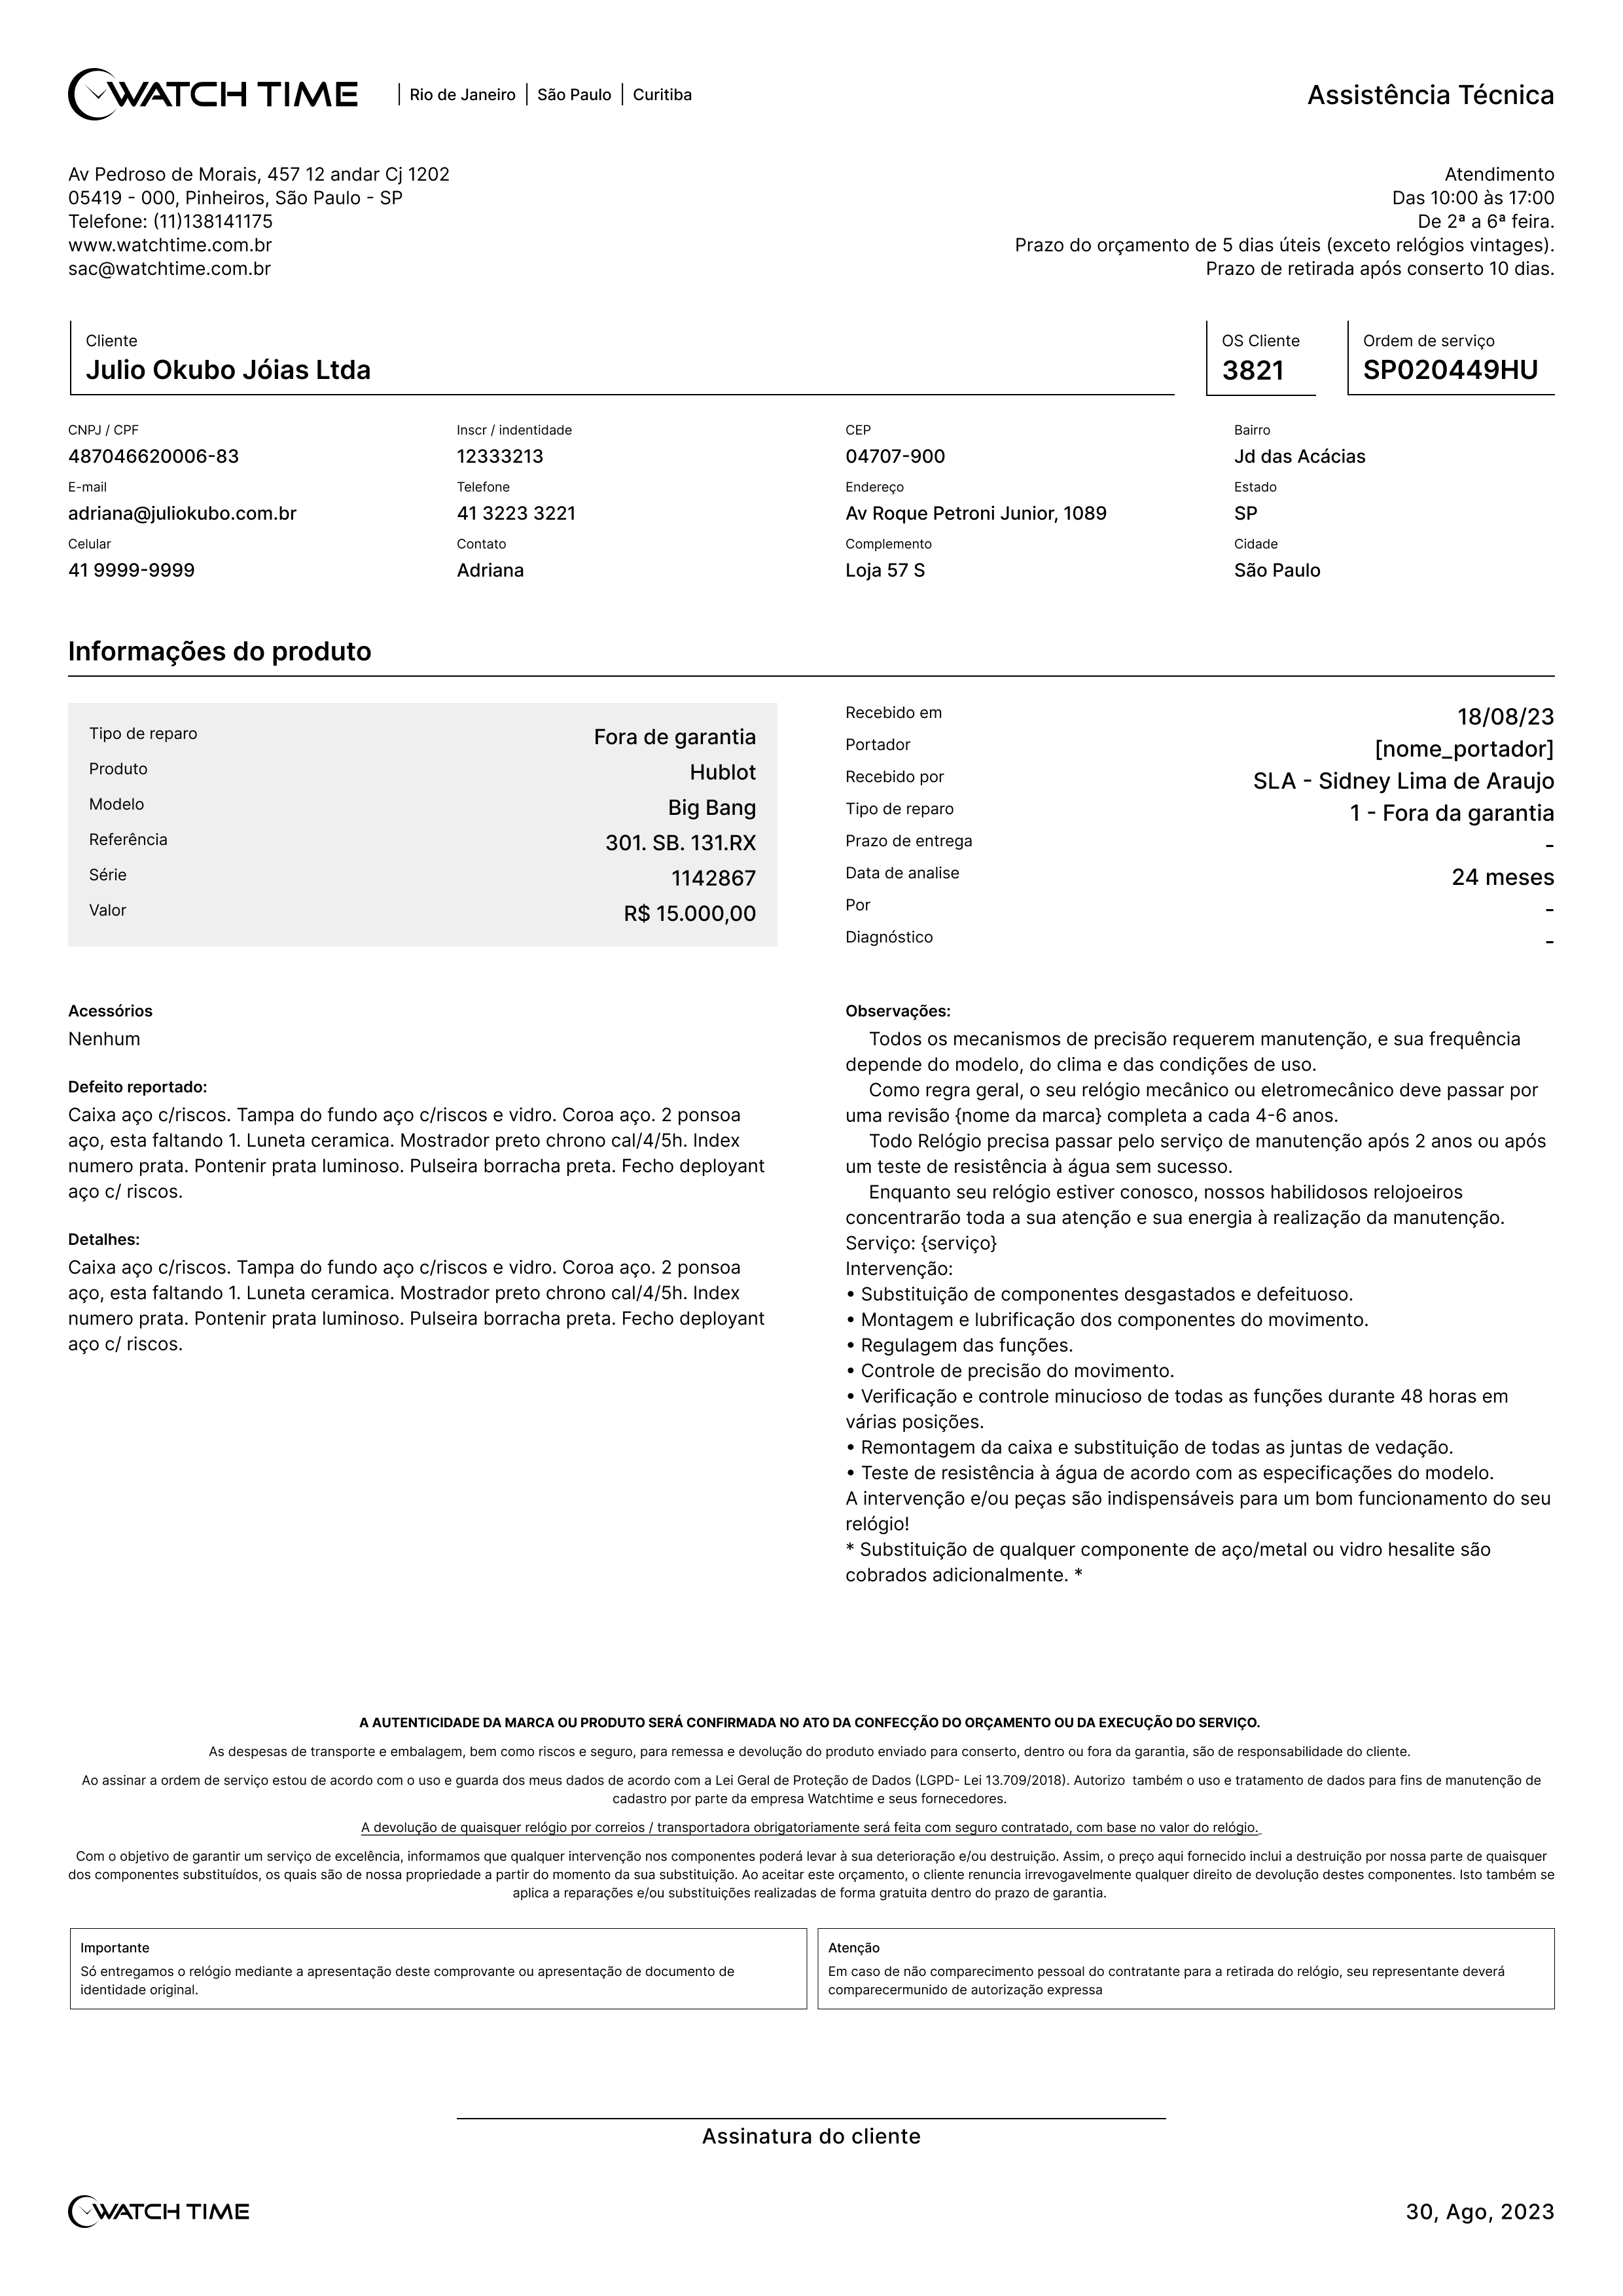 WATCH TIME | Rio de Janeiro | São Paulo | Curitiba
Assistência Técnica
Av Pedroso de Morais, 457 12 andar Cj 1202
05419 - 000, Pinheiros, São Paulo - SP
Telefone: (11)138141175
www.watchtime.com.br
sac@watchtime.com.br
Atendimento
Das 10:00 às 17:00
De 2ª a 6ª feira.
Prazo do orçamento de 5 dias úteis (exceto relógios vintages).
Prazo de retirada após conserto 10 dias.
Cliente
Julio Okubo Jóias Ltda
OS Cliente
3821
Ordem de serviço
SP020449HU
CNPJ / CPF
487046620006-83
Inscr / indentidade
12333213
CEP
04707-900
Bairro
Jd das Acácias
E-mail
adriana@juliokubo.com.br
Telefone
41 3223 3221
Endereço
Av Roque Petroni Junior, 1089
Estado
SP
Celular
41 9999-9999
Contato
Adriana
Complemento
Loja 57 S
Cidade
São Paulo
Informações do produto
Tipo de reparo Fora de garantia
Produto Hublot
Modelo Big Bang
Referência 301. SB. 131.RX
Série 1142867
Valor R$ 15.000,00
Recebido em 18/08/23
Portador [nome_portador]
Recebido por SLA - Sidney Lima de Araujo
Tipo de reparo 1 - Fora da garantia
Prazo de entrega -
Data de analise 24 meses
Por -
Diagnóstico -
Acessórios
Nenhum
Defeito reportado:
Caixa aço c/riscos. Tampa do fundo aço c/riscos e vidro. Coroa aço. 2 ponsoa
aço, esta faltando 1. Luneta ceramica. Mostrador preto chrono cal/4/5h. Index
numero prata. Pontenir prata luminoso. Pulseira borracha preta. Fecho deployant
aço c/ riscos.
Detalhes:
Caixa aço c/riscos. Tampa do fundo aço c/riscos e vidro. Coroa aço. 2 ponsoa
aço, esta faltando 1. Luneta ceramica. Mostrador preto chrono cal/4/5h. Index
numero prata. Pontenir prata luminoso. Pulseira borracha preta. Fecho deployant
aço c/ riscos.
Observações:
Todos os mecanismos de precisão requerem manutenção, e sua frequência
depende do modelo, do clima e das condições de uso.
Como regra geral, o seu relógio mecânico ou eletromecânico deve passar por
uma revisão {nome da marca} completa a cada 4-6 anos.
Todo Relógio precisa passar pelo serviço de manutenção após 2 anos ou após
um teste de resistência à água sem sucesso.
Enquanto seu relógio estiver conosco, nossos habilidosos relojoeiros
concentrarão toda a sua atenção e sua energia à realização da manutenção.
Serviço: {serviço}
Intervenção:
• Substituição de componentes desgastados e defeituoso.
• Montagem e lubrificação dos componentes do movimento.
• Regulagem das funções.
• Controle de precisão do movimento.
• Verificação e controle minucioso de todas as funções durante 48 horas em
várias posições.
• Remontagem da caixa e substituição de todas as juntas de vedação.
• Teste de resistência à água de acordo com as especificações do modelo.
A intervenção e/ou peças são indispensáveis para um bom funcionamento do seu
relógio!
* Substituição de qualquer componente de aço/metal ou vidro hesalite são
cobrados adicionalmente. *
A AUTENTICIDADE DA MARCA OU PRODUTO SERÁ CONFIRMADA NO ATO DA CONFECÇÃO DO ORÇAMENTO OU DA EXECUÇÃO DO SERVIÇO.
As despesas de transporte e embalagem, bem como riscos e seguro, para remessa e devolução do produto enviado para conserto, dentro ou fora da garantia, são de responsabilidade do cliente.
Ao assinar a ordem de serviço estou de acordo com o uso e guarda dos meus dados de acordo com a Lei Geral de Proteção de Dados (LGPD- Lei 13.709/2018). Autorizo também o uso e tratamento de dados para fins de manutenção de
cadastro por parte da empresa Watchtime e seus fornecedores.
A devolução de quaisquer relógio por correios / transportadora obrigatoriamente será feita com seguro contratado, com base no valor do relógio.
Com o objetivo de garantir um serviço de excelência, informamos que qualquer intervenção nos componentes poderá levar à sua deterioração e/ou destruição. Assim, o preço aqui fornecido inclui a destruição por nossa parte de quaisquer
dos componentes substituídos, os quais são de nossa propriedade a partir do momento da sua substituição. Ao aceitar este orçamento, o cliente renuncia irrevogavelmente qualquer direito de devolução destes componentes. Isto também se
aplica a reparações e/ou substituições realizadas de forma gratuita dentro do prazo de garantia.
Importante
Só entregamos o relógio mediante a apresentação deste comprovante ou apresentação de documento de
identidade original.
Atenção
Em caso de não comparecimento pessoal do contratante para a retirada do relógio, seu representante deverá
comparecermunido de autorização expressa
Assinatura do cliente
WATCH TIME
30, Ago, 2023